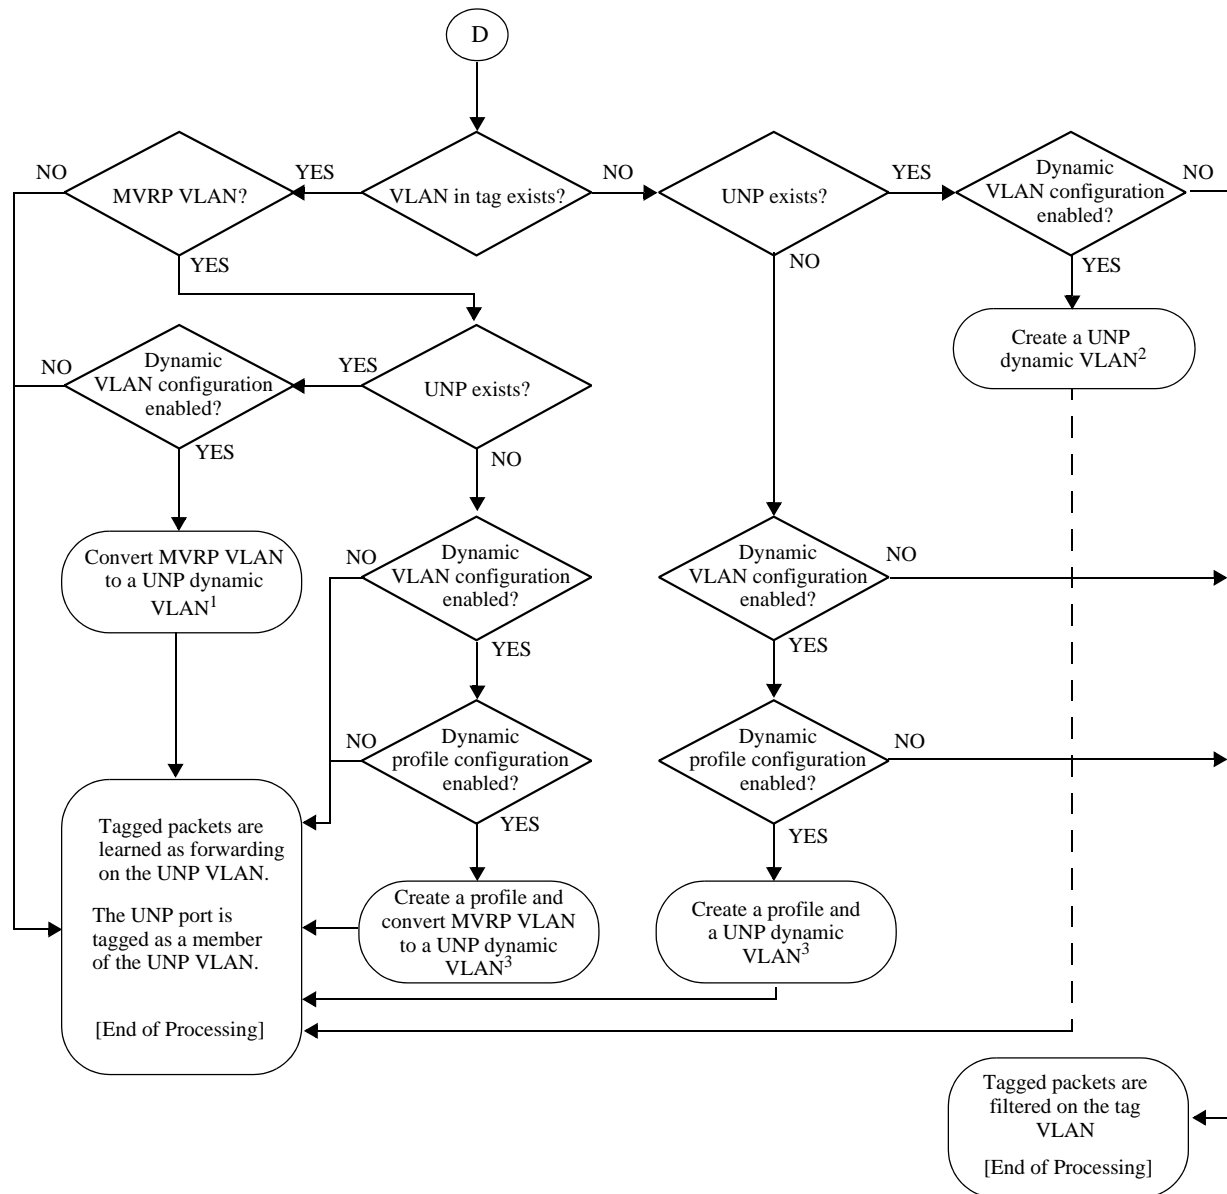 D
NO
YES
NO
YES
NO
MVRP VLAN?
VLAN in tag exists?
UNP exists?
Dynamic
VLAN configuration
enabled?
YES
NO
YES
NO
Dynamic
VLAN configuration
enabled?
YES
UNP exists?
Create a UNP
dynamic VLAN2
YES
NO
Convert MVRP VLAN
to a UNP dynamic
VLAN1
NO
Dynamic
VLAN configuration
enabled?
Dynamic
VLAN configuration
enabled?
NO
YES
YES
NO
Dynamic
profile configuration
enabled?
Dynamic
profile configuration
enabled?
NO
YES
YES
Tagged packets are
learned as forwarding
on the UNP VLAN.
The UNP port is
tagged as a member
of the UNP VLAN.
[End of Processing]
Create a profile and
convert MVRP VLAN
to a UNP dynamic
VLAN3
Create a profile and
a UNP dynamic
VLAN3
Tagged packets are
filtered on the tag
VLAN
[End of Processing]